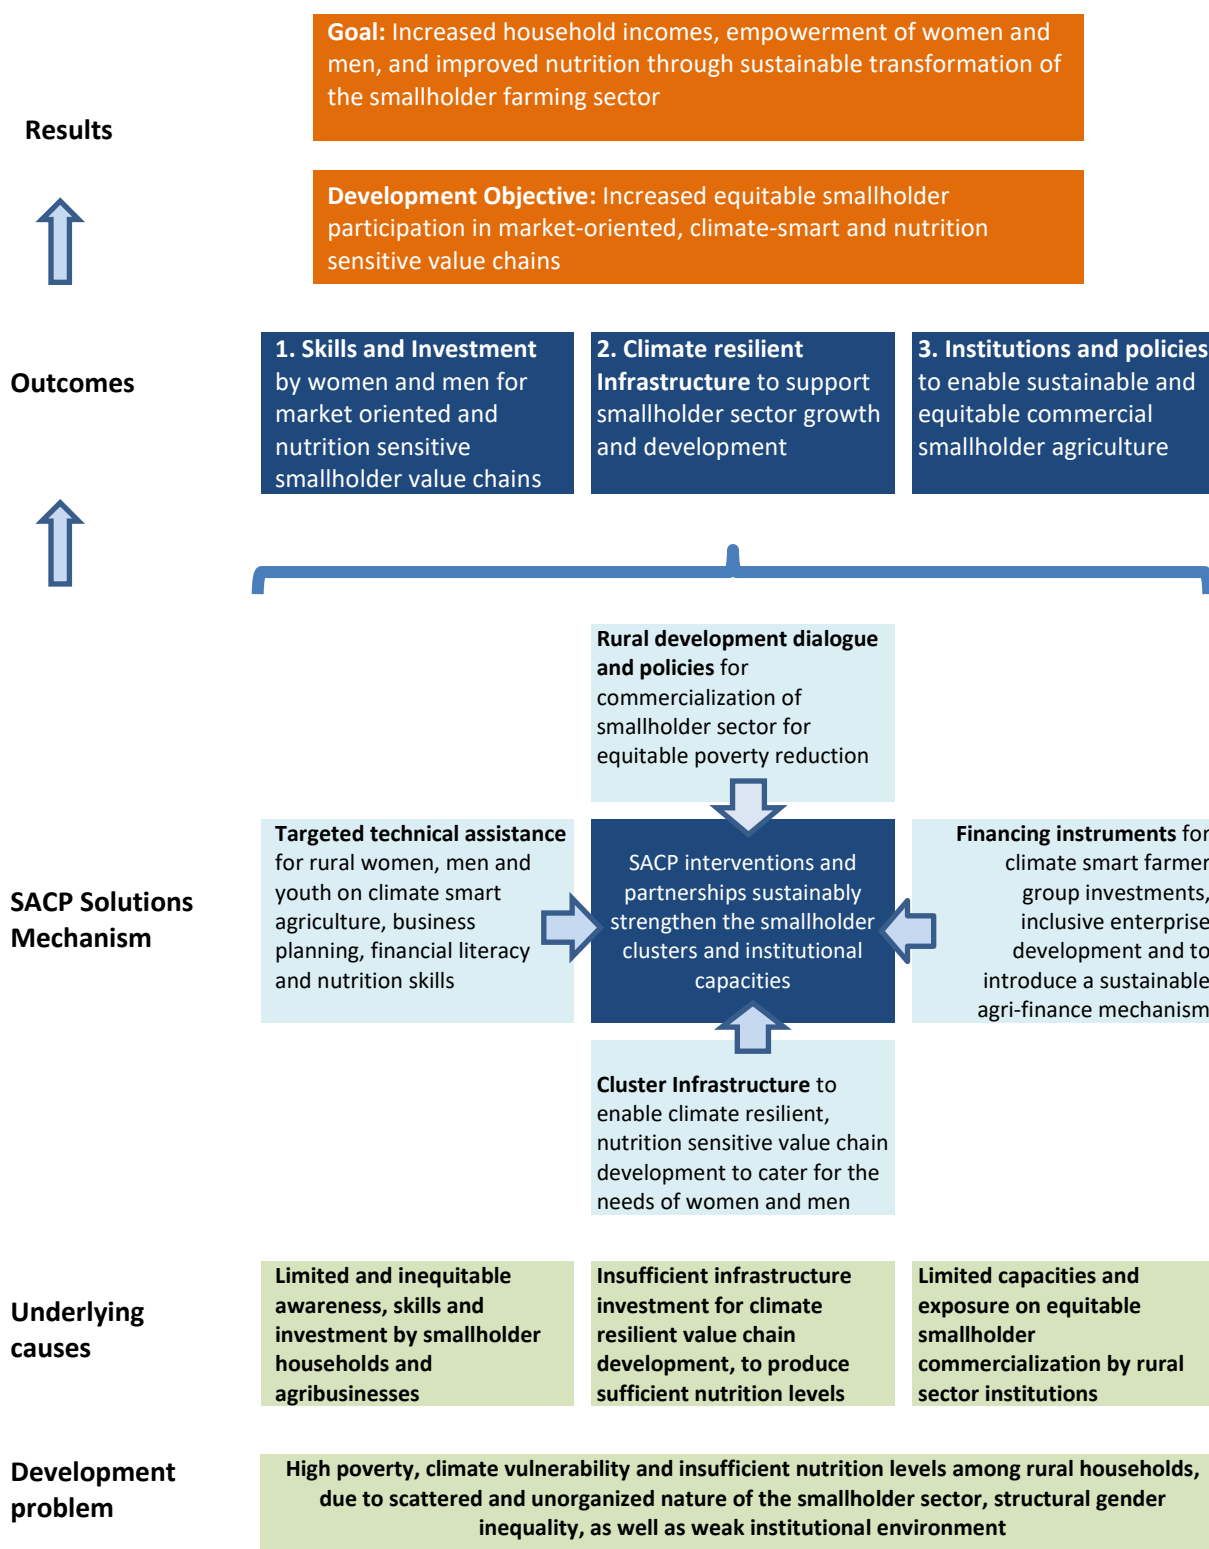 Goal: Increased household incomes, empowerment of women and
men, and improved nutrition through sustainable transformation of
the smallholder farming sector
Results
Development Objective: Increased equitable smallholder
participation in market-oriented, climate-smart and nutrition
sensitive value chains
Outcomes
1. Skills and Investment
by women and men for
market oriented and
nutrition sensitive
smallholder value chains
2. Climate resilient
Infrastructure to support
smallholder sector growth
and development
3. Institutions and policies
to enable sustainable and
equitable commercial
smallholder agriculture
Rural development dialogue
and policies for
commercialization of
smallholder sector for
equitable poverty reduction
SACP Solutions
Mechanism
Targeted technical assistance
for rural women, men and
youth on climate smart
agriculture, business
planning, financial literacy
and nutrition skills
SACP interventions and
partnerships sustainably
strengthen the smallholder
clusters and institutional
capacities
Financing instruments for
climate smart farmer
group investments,
inclusive enterprise
development and to
introduce a sustainable
agri-finance mechanism
Cluster Infrastructure to
enable climate resilient,
nutrition sensitive value chain
development to cater for the
needs of women and men
Underlying
causes
Limited and inequitable
awareness, skills and
investment by smallholder
households and
agribusinesses
Insufficient infrastructure
investment for climate
resilient value chain
development, to produce
sufficient nutrition levels
Limited capacities and
exposure on equitable
smallholder
commercialization by rural
sector institutions
Development
problem
High poverty, climate vulnerability and insufficient nutrition levels among rural households,
due to scattered and unorganized nature of the smallholder sector, structural gender
inequality, as well as weak institutional environment